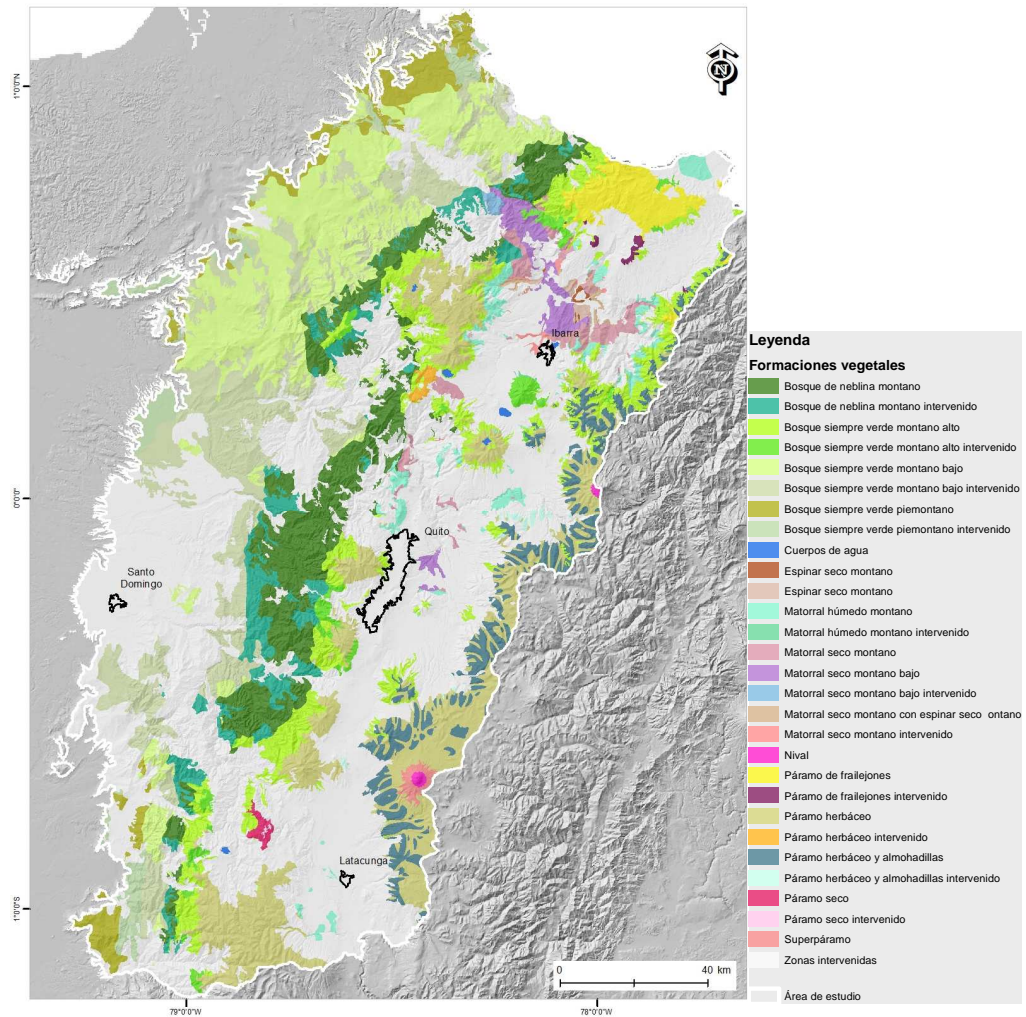 N
1°0'0"N
Ibarra
0°0'0"
Quito
Santo
Domingo
Latacunga
1°0'0"S
0 40 km
79°0'0"W 78°0'0"W
Leyenda
Formaciones vegetales
Bosque de neblina montano
Bosque de neblina montano intervenido
Bosque siempre verde montano alto
Bosque siempre verde montano alto intervenido
Bosque siempre verde montano bajo
Bosque siempre verde montano bajo intervenido
Bosque siempre verde piemontano
Bosque siempre verde piemontano intervenido
Cuerpos de agua
Espinar seco montano
Espinar seco montano
Matorral húmedo montano
Matorral húmedo montano intervenido
Matorral seco montano
Matorral seco montano bajo
Matorral seco montano bajo intervenido
Matorral seco montano con espinar seco ontano
Matorral seco montano intervenido
Nival
Páramo de frailejones
Páramo de frailejones intervenido
Páramo herbáceo
Páramo herbáceo intervenido
Páramo herbáceo y almohadillas
Páramo herbáceo y almohadillas intervenido
Páramo seco
Páramo seco intervenido
Superpáramo
Zonas intervenidas
Área de estudio